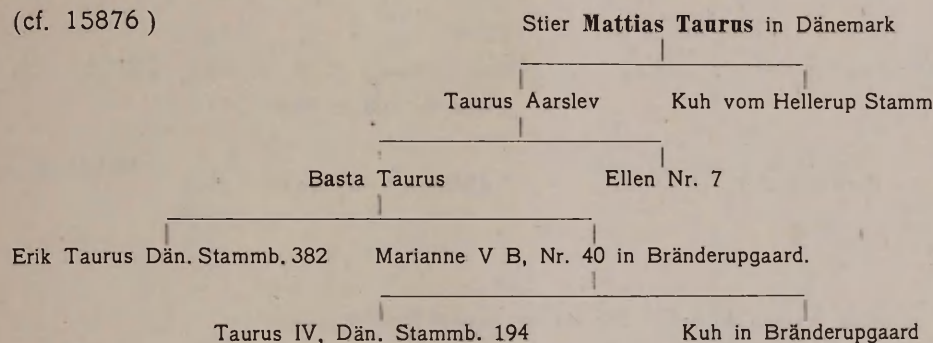 (cf. 15876)
Stier Mattias Taurus in Dänemark
Taurus Aarslev Kuh vom Hellerup Stamm
Basta Taurus Ellen Nr. 7
Erik Taurus Dän. Stammb. 382 Marianne V B, Nr. 40 in Bränderupgaard.
Taurus IV, Dän. Stammb. 194 Kuh in Bränderupgaard